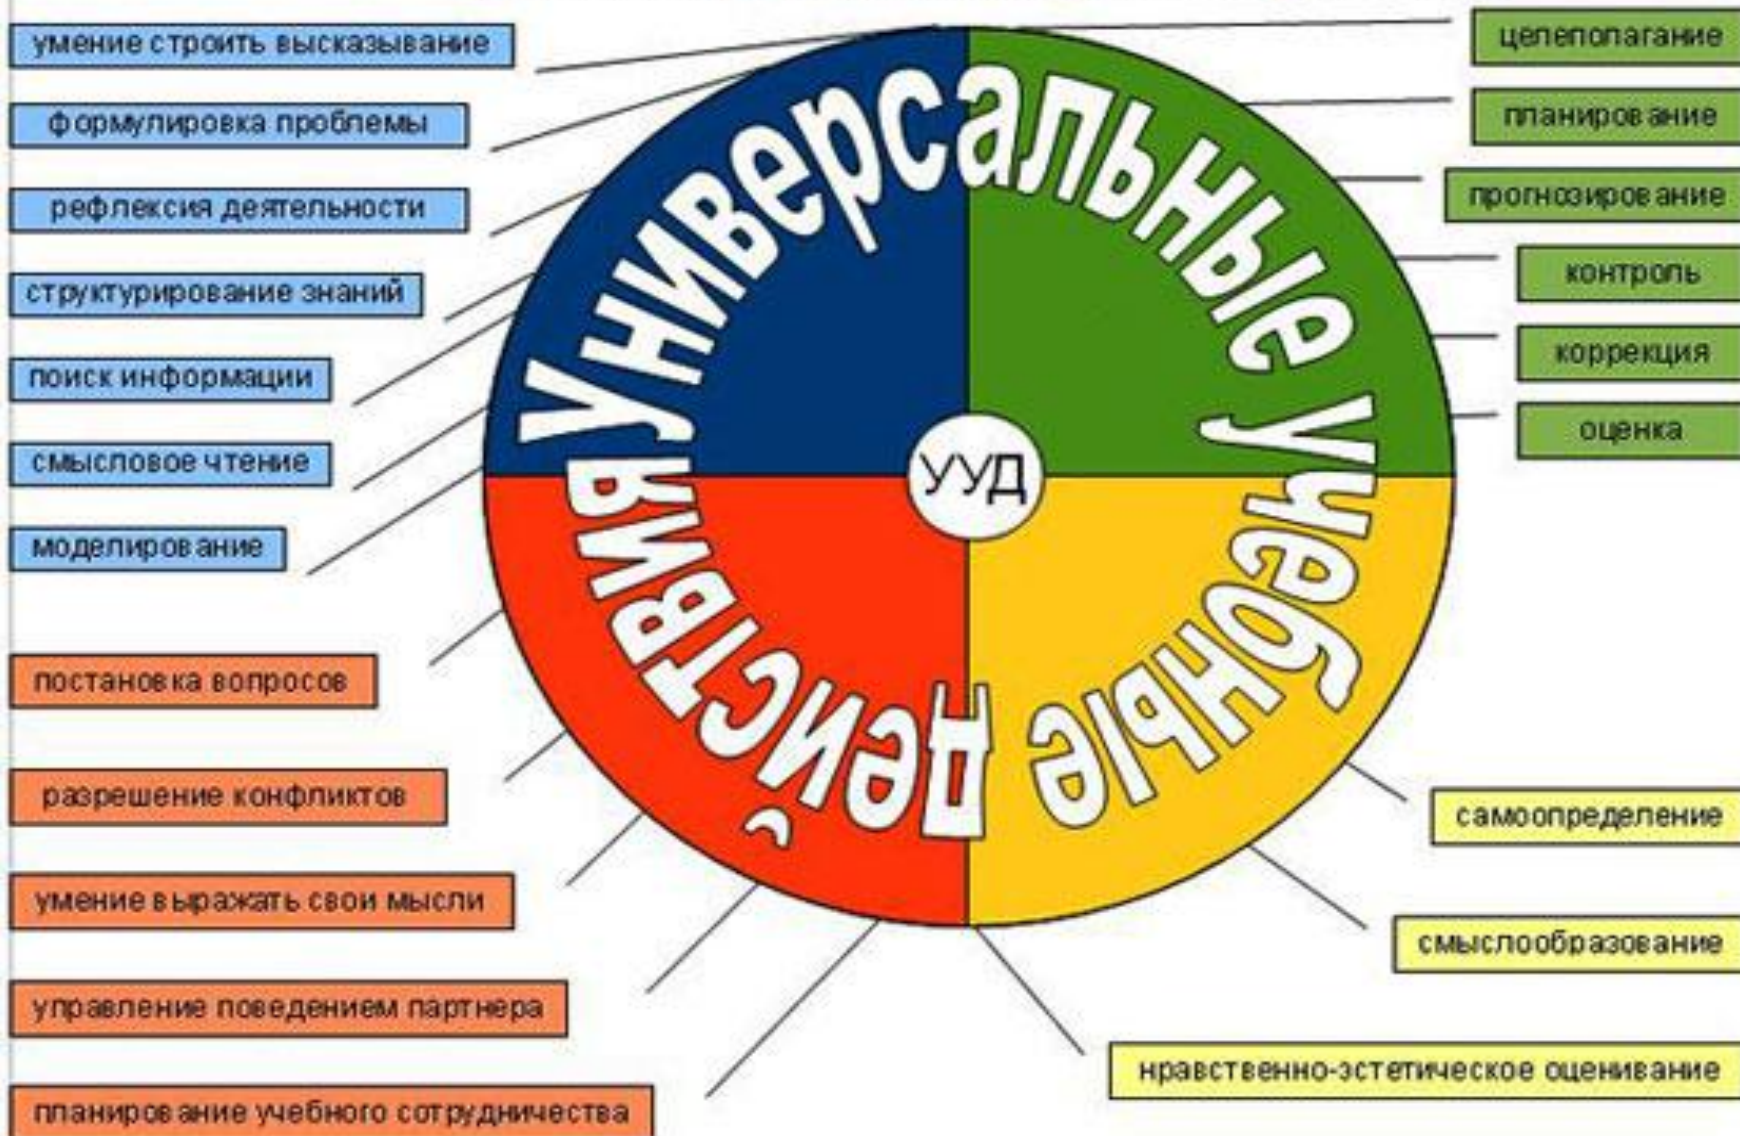 умение строить высказывание
формулировка проблемы
рефлексия деятельности
структурирование знаний
поиск информации
смысловое чтение
моделирование
постановка вопросов
разрешение конфликтов
умение выражать свои мысли
управление поведением партнера
планирование учебного сотрудничества
Универсальные учебные действия
УУД
целеполагание
планирование
прогнозирование
контроль
коррекция
оценка
самоопределение
смыслообразование
нравственно-эстетическое оценивание